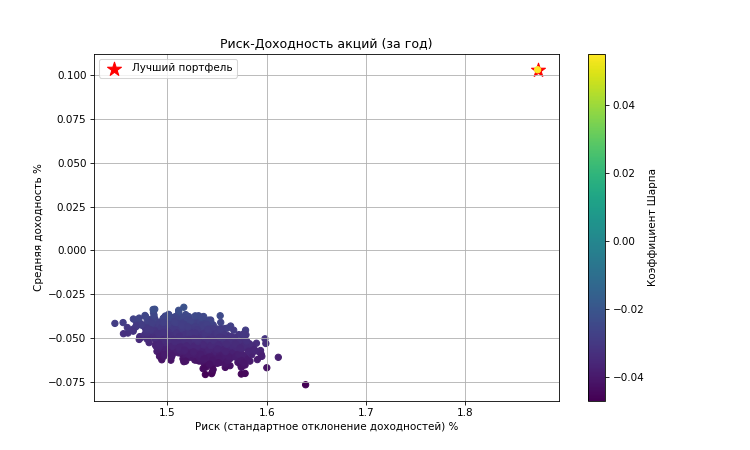 Риск-Доходность акций (за год)
Лучший портфель
Средняя доходность %
0.100
0.075
0.050
0.025
0.000
−0.025
−0.050
−0.075
1.5 1.6 1.7 1.8
Риск (стандартное отклонение доходностей) %
0.04
0.02
0.00
−0.02
−0.04
Коэффициент Шарпа